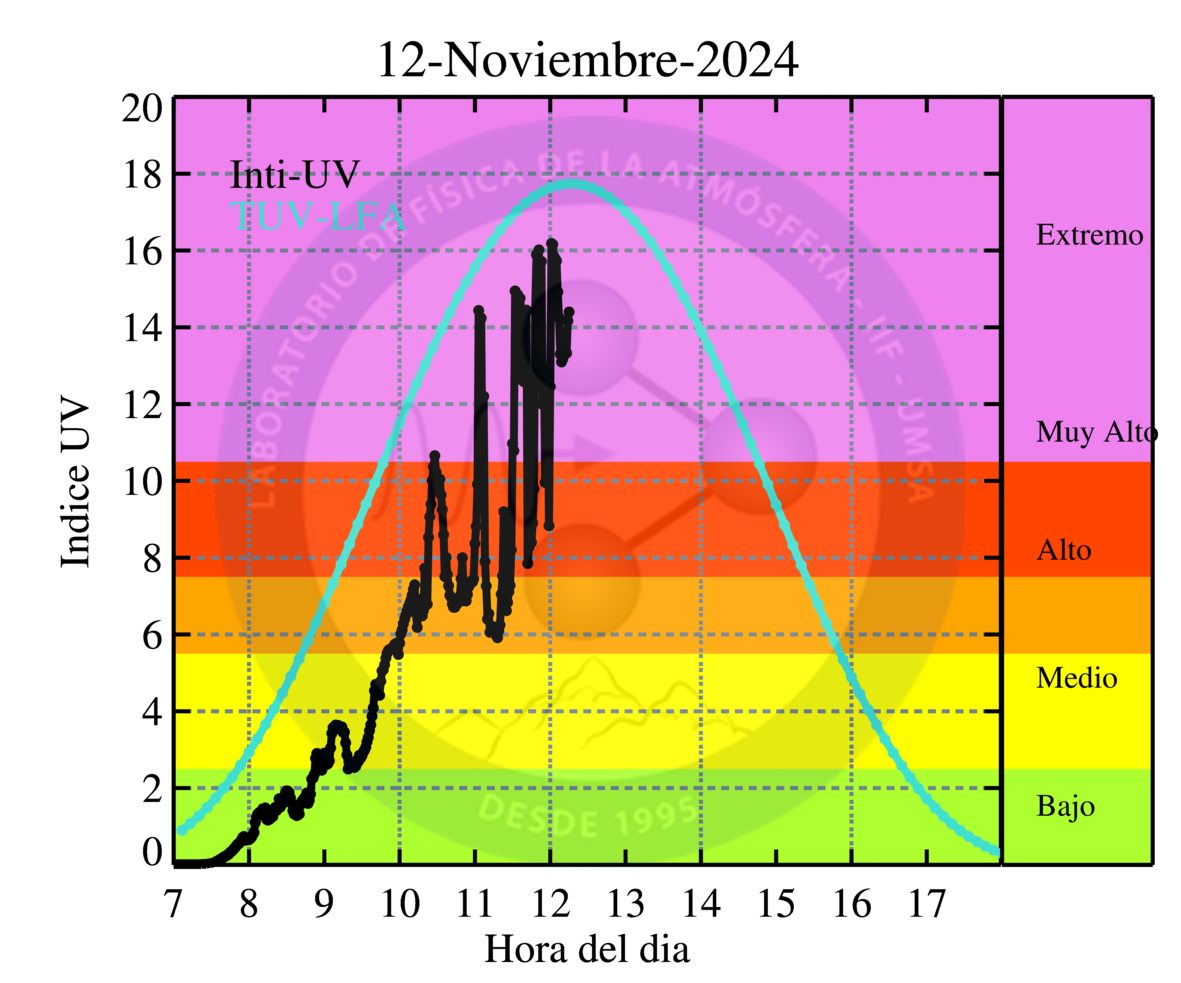 12-Noviembre-2024
20
18
16
14
12
10
8
6
4
2
0
Indice UV
Inti-UV
TUV-LFA
LABORATORIO DE FÍSICA DE LA ATMÓSFERA - IIF - UMSA
DESDE 1995
Extremo
Muy Alto
Alto
Medio
Bajo
7 8 9 10 11 12 13 14 15 16 17
Hora del dia